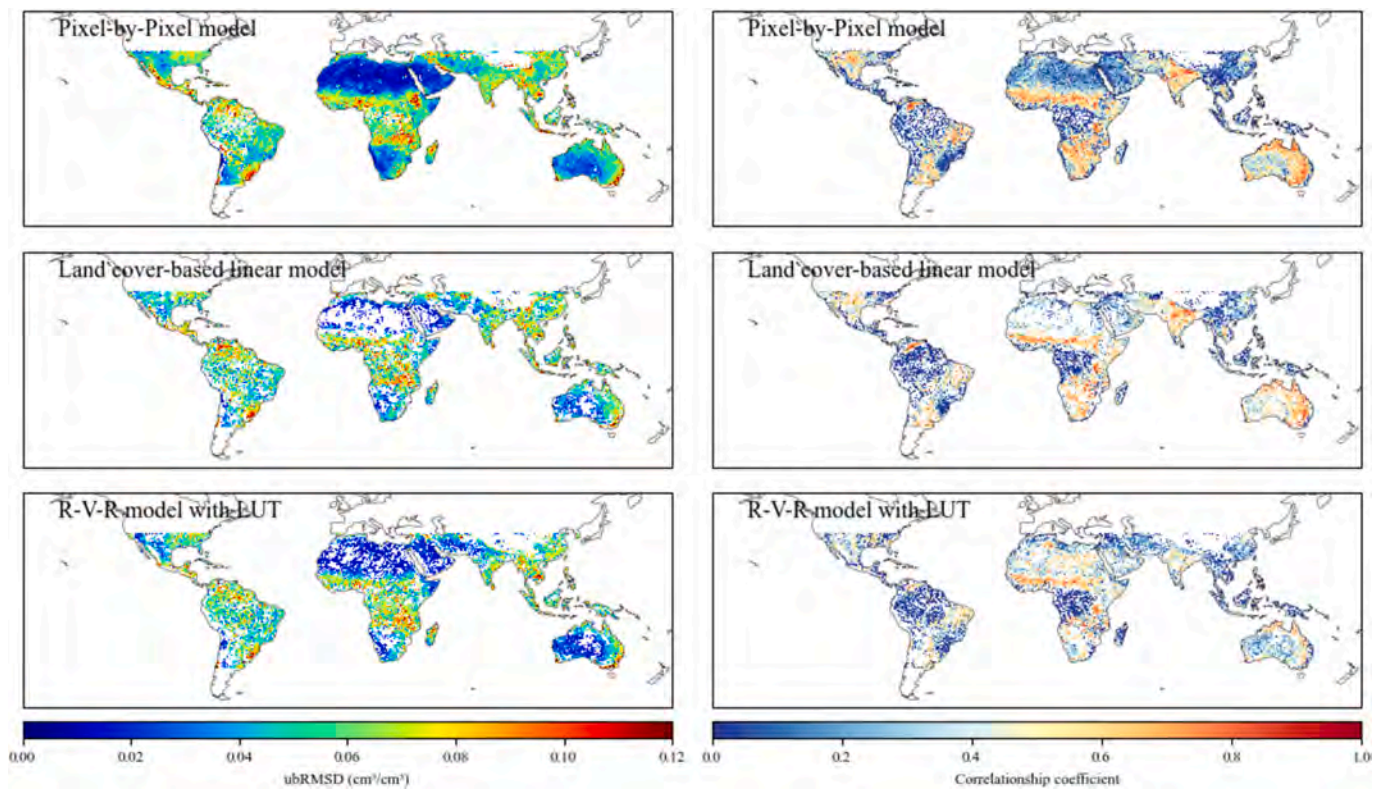 Pixel-by-Pixel model
Pixel-by-Pixel model
Land cover-based linear model
Land cover-based linear model
R-V-R model with LUT
R-V-R model with LUT
0.00 0.02 0.04 0.06 0.08 0.10 0.12
ubRMSD (cm³/cm³)
0.0 0.2 0.4 0.6 0.8 1.0
Correlationship coefficient